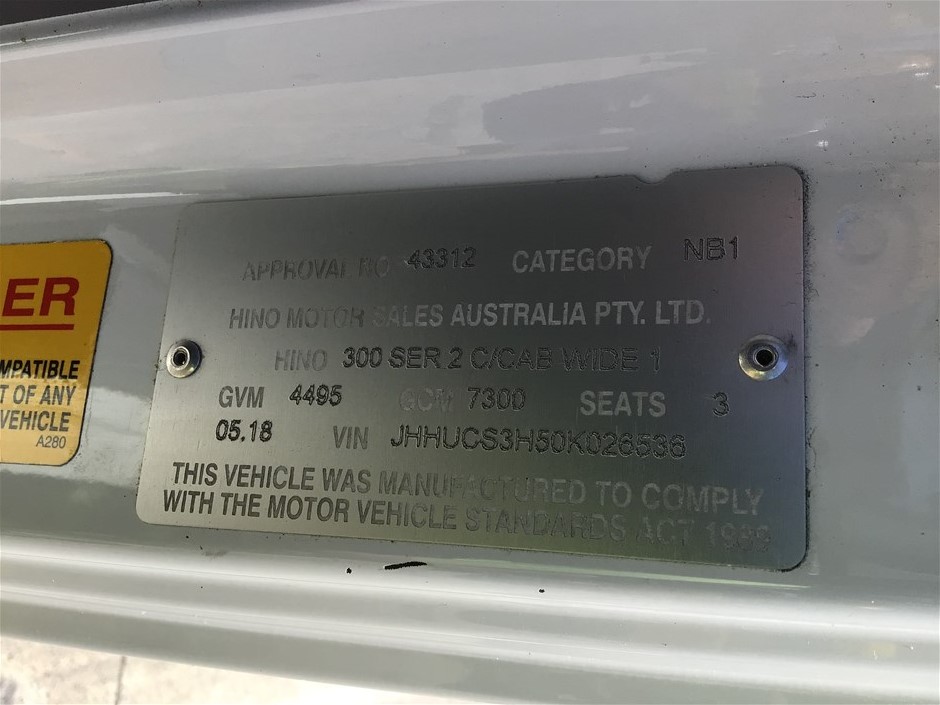 APPROVAL NO 43312 CATEGORY NB1
HINO MOTOR SALES AUSTRALIA PTY. LTD.
HINO 300 SER 2 C/CAB WIDE 1
GVM 4495 GCM 7300 SEATS 3
05.18 VIN JHHUCS3H50K026536
THIS VEHICLE WAS MANUFACTURED TO COMPLY
WITH THE MOTOR VEHICLE STANDARDS ACT 1989
ER
MPATIBLE
T OF ANY
VEHICLE
A280